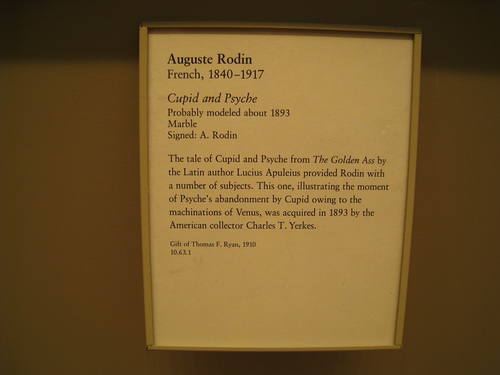 Auguste Rodin
French, 1840–1917
Cupid and Psyche
Probably modeled about 1893
Marble
Signed: A. Rodin
The tale of Cupid and Psyche from The Golden Ass by
the Latin author Lucius Apuleius provided Rodin with
a number of subjects. This one, illustrating the moment
of Psyche's abandonment by Cupid owing to the
machinations of Venus, was acquired in 1893 by the
American collector Charles T. Yerkes.
Gift of Thomas F. Ryan, 1910
10.63.1